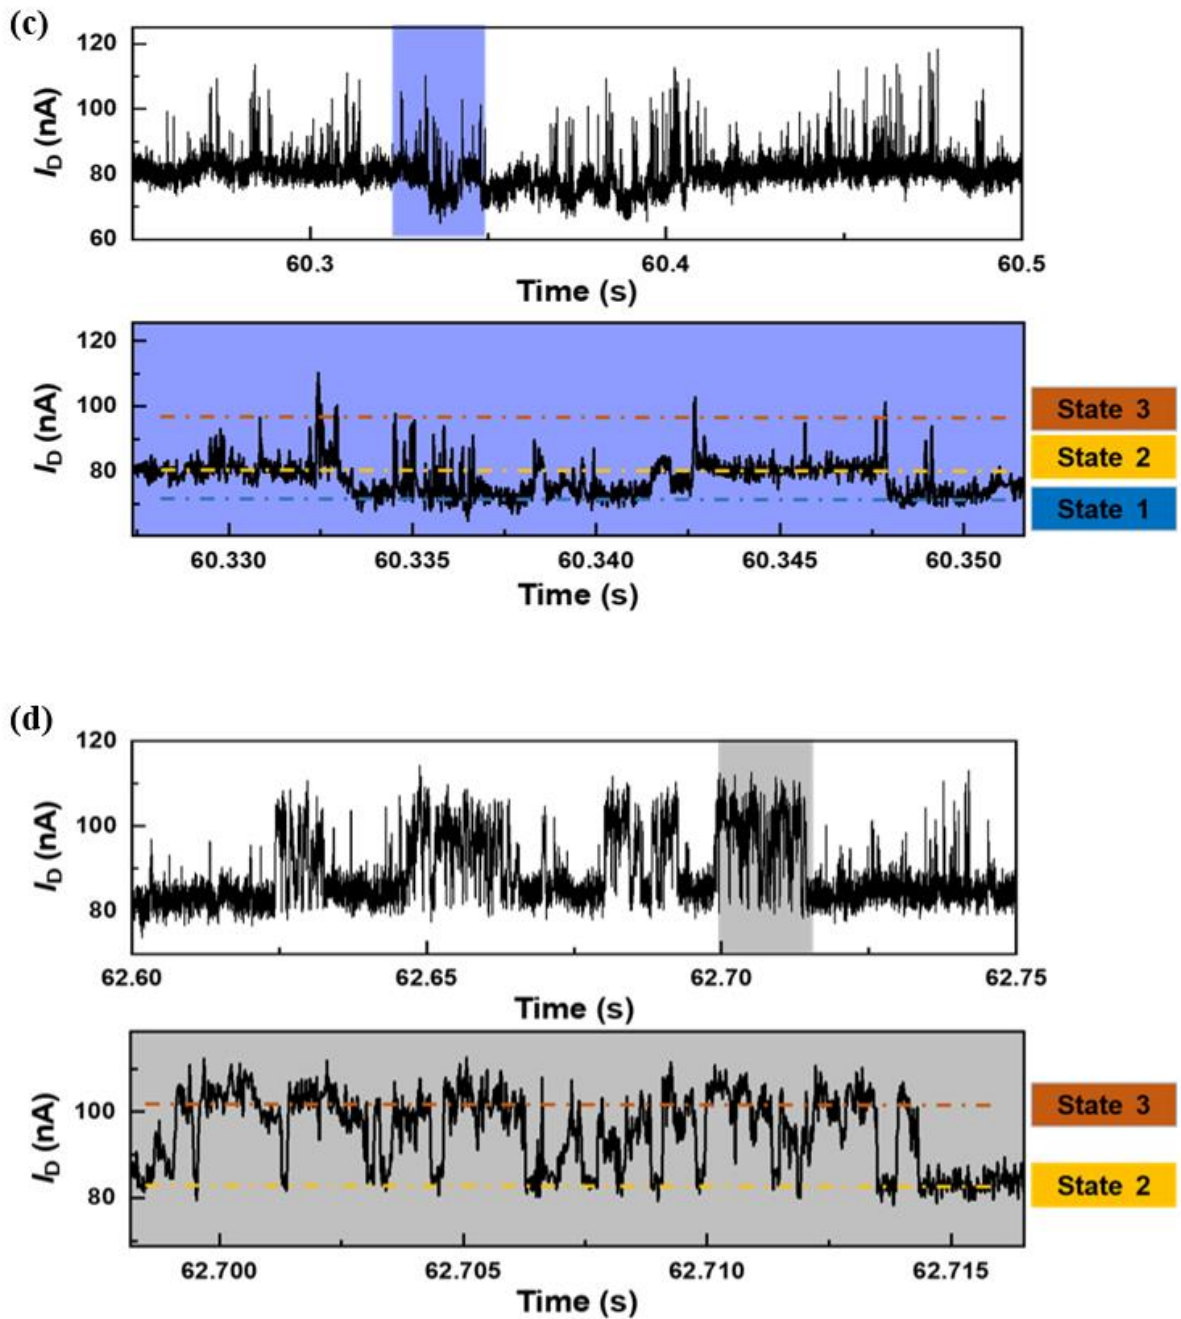 (c)
120
100
80
60
I_D (nA)
60.3 60.4 60.5
Time (s)
120
100
80
I_D (nA)
State 3
State 2
State 1
60.330 60.335 60.340 60.345 60.350
Time (s)
(d)
120
100
80
I_D (nA)
62.60 62.65 62.70 62.75
Time (s)
100
80
I_D (nA)
State 3
State 2
62.700 62.705 62.710 62.715
Time (s)